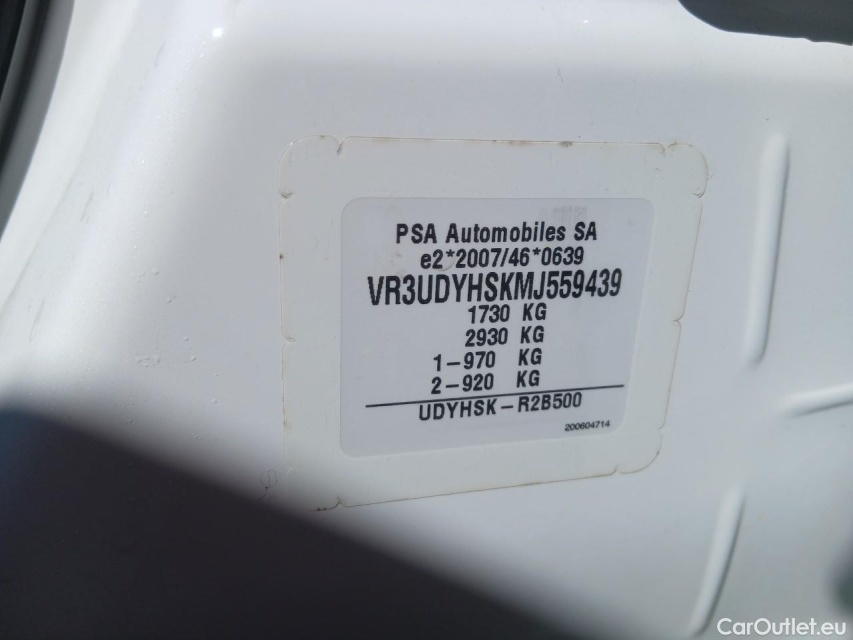 PSA Automobiles SA
e2*2007/46*0639
VR3UDYHSKMJ559439
1730 KG
2930 KG
1-970 KG
2-920 KG
UDYHSK-R2B500
200604714
CarOutlet.eu